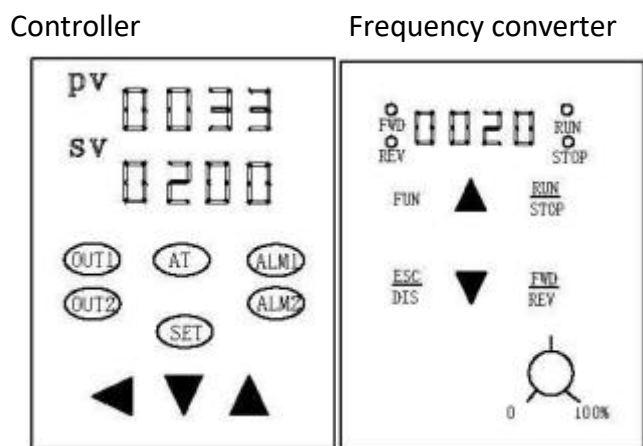 Controller
Frequency converter
pv 0033
sv 0200
OUT1 AT ALM1
OUT2 ALM2
SET
FWD 0020 RUN
REV STOP
FUN RUN
STOP
ESC FWD
DIS REV
0 100%